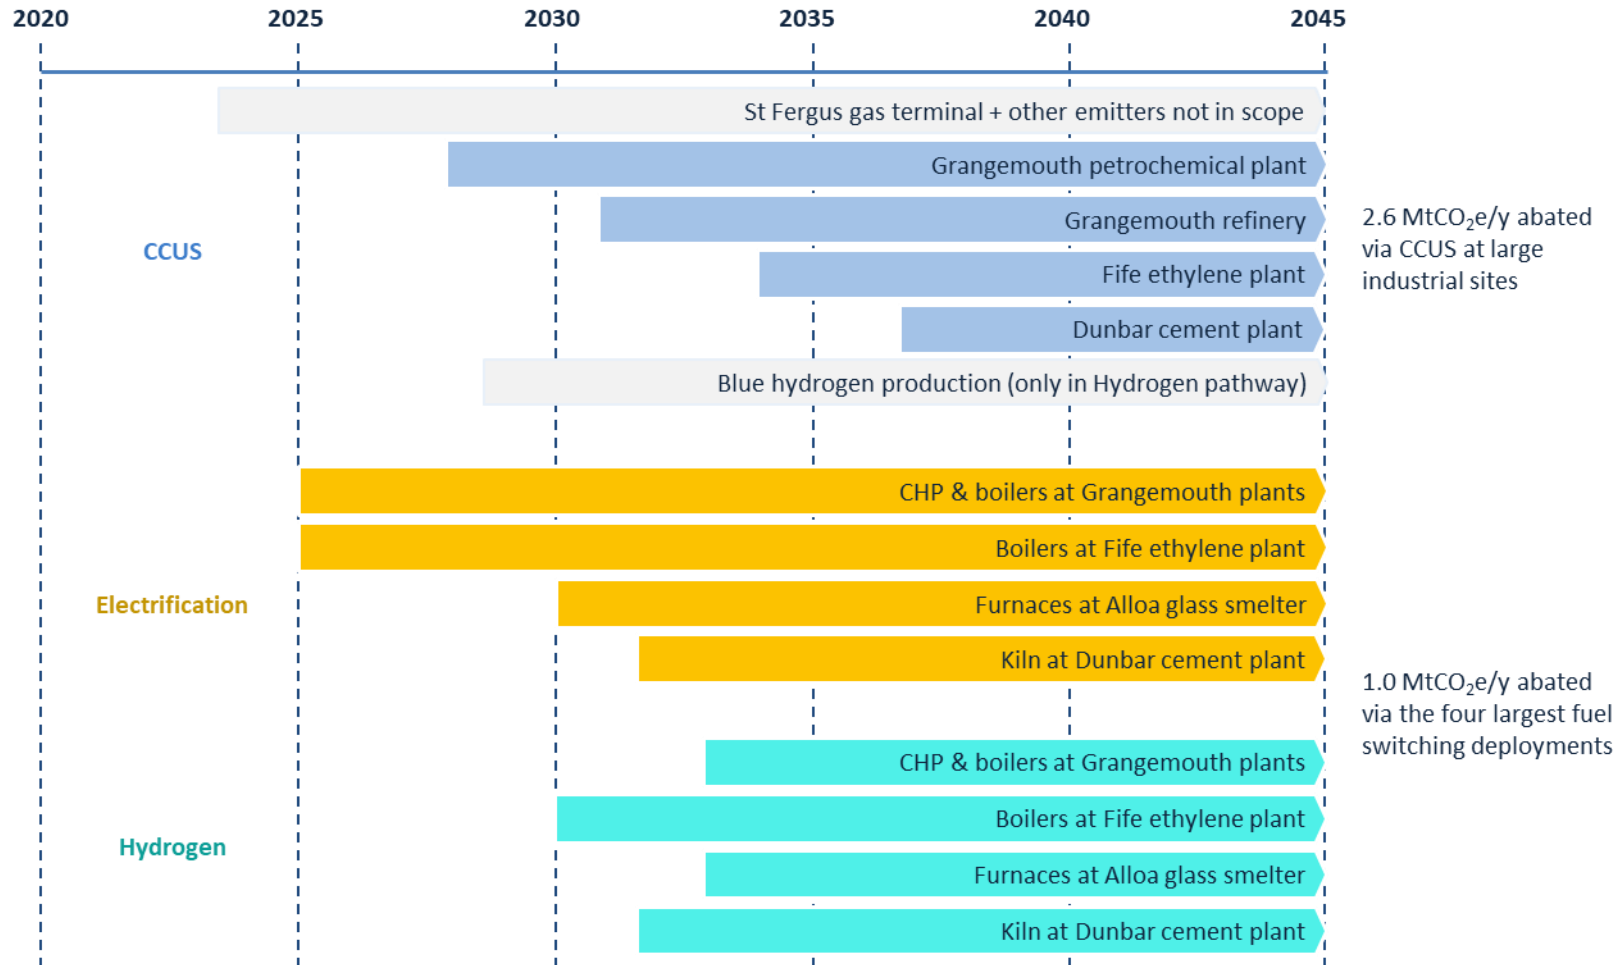 2020 2025 2030 2035 2040 2045
St Fergus gas terminal + other emitters not in scope
Grangemouth petrochemical plant
Grangemouth refinery
Fife ethylene plant
Dunbar cement plant
Blue hydrogen production (only in Hydrogen pathway)
CCUS
2.6 MtCO₂e/y abated
via CCUS at large
industrial sites
CHP & boilers at Grangemouth plants
Boilers at Fife ethylene plant
Furnaces at Alloa glass smelter
Kiln at Dunbar cement plant
Electrification
1.0 MtCO₂e/y abated
via the four largest fuel
switching deployments
CHP & boilers at Grangemouth plants
Boilers at Fife ethylene plant
Furnaces at Alloa glass smelter
Kiln at Dunbar cement plant
Hydrogen